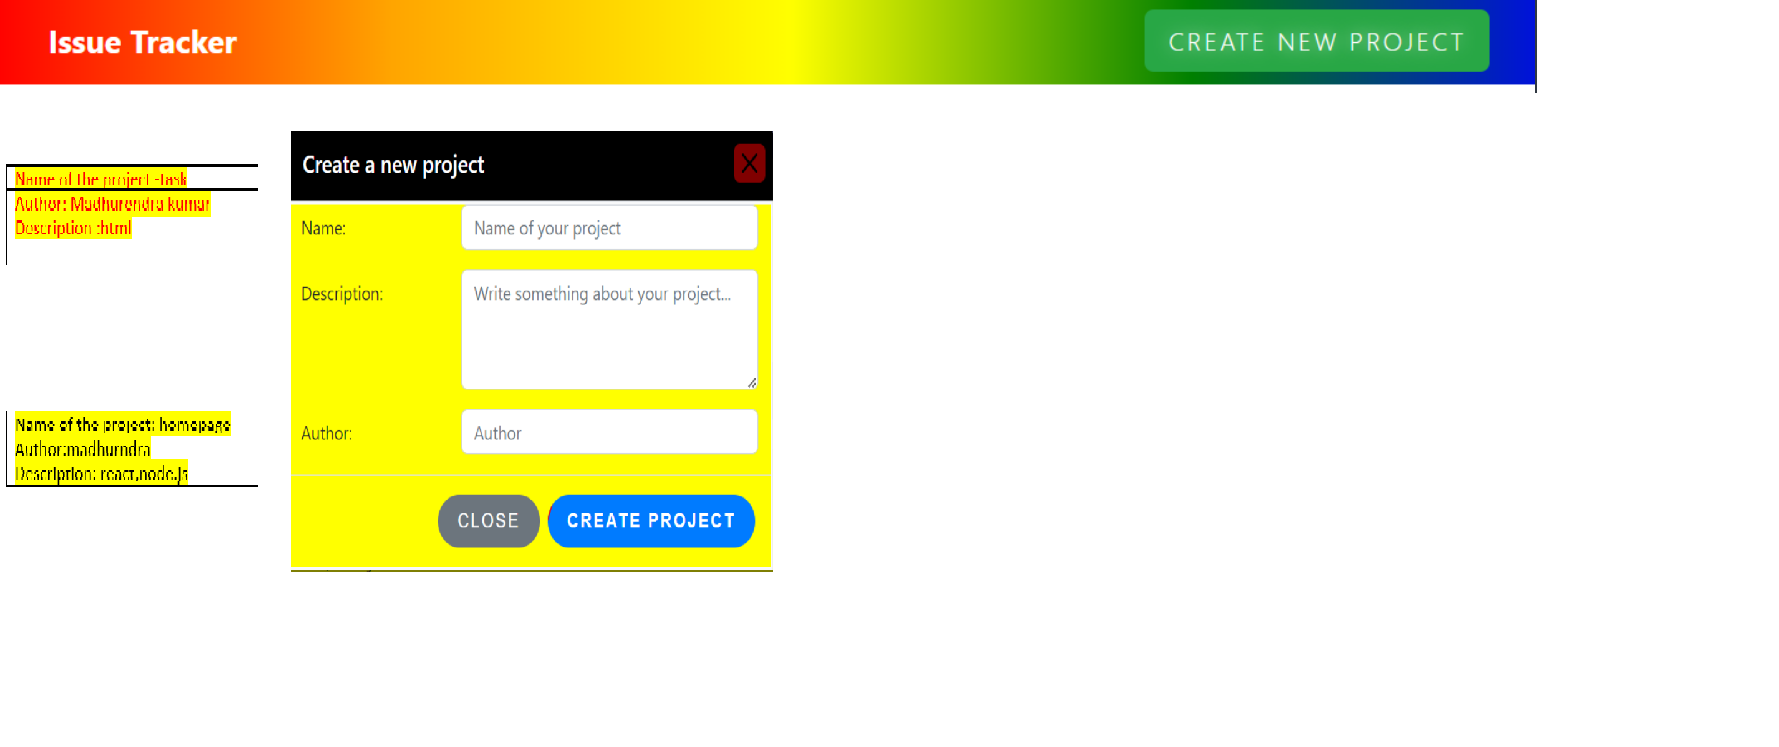 Issue Tracker
CREATE NEW PROJECT
Name of the project -task
Author: Madhurendra kumar
Description :html
Name of the project: homepage
Author:madhurndra
Description: react,node.js
Create a new project
X
Name:
Name of your project
Description:
Write something about your project...
Author:
Author
CLOSE
CREATE PROJECT